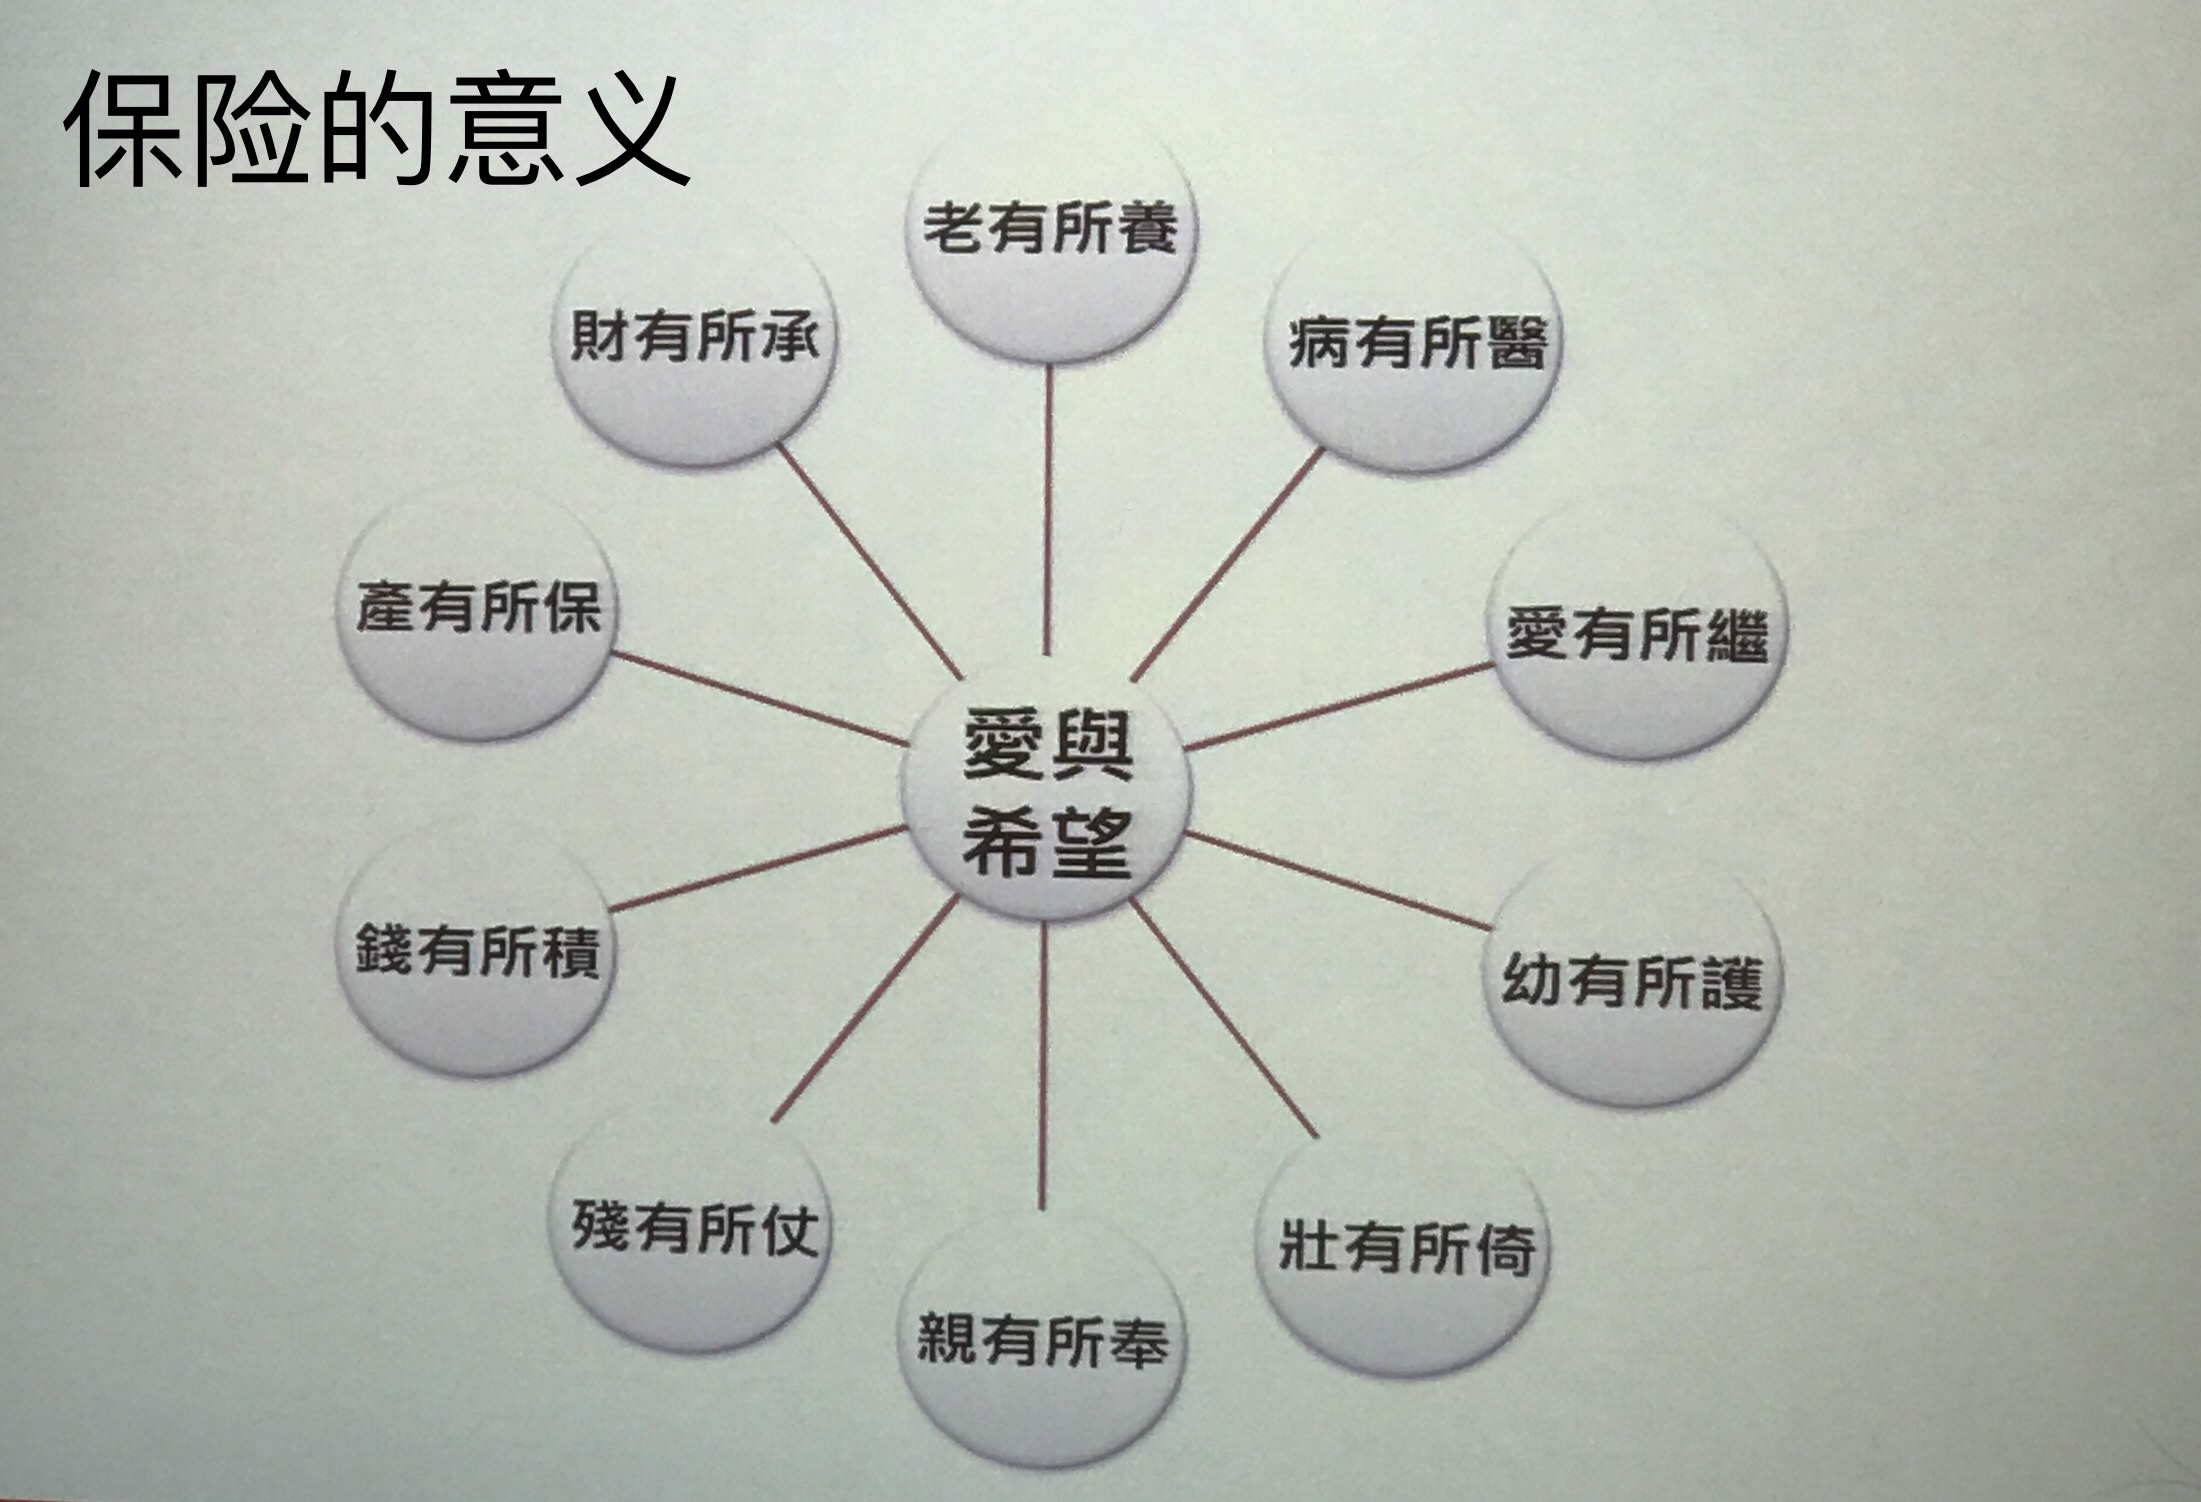 保险的意义
老有所養
病有所醫
愛有所繼
幼有所護
壯有所倚
親有所奉
殘有所仗
錢有所積
產有所保
財有所承
愛與
希望